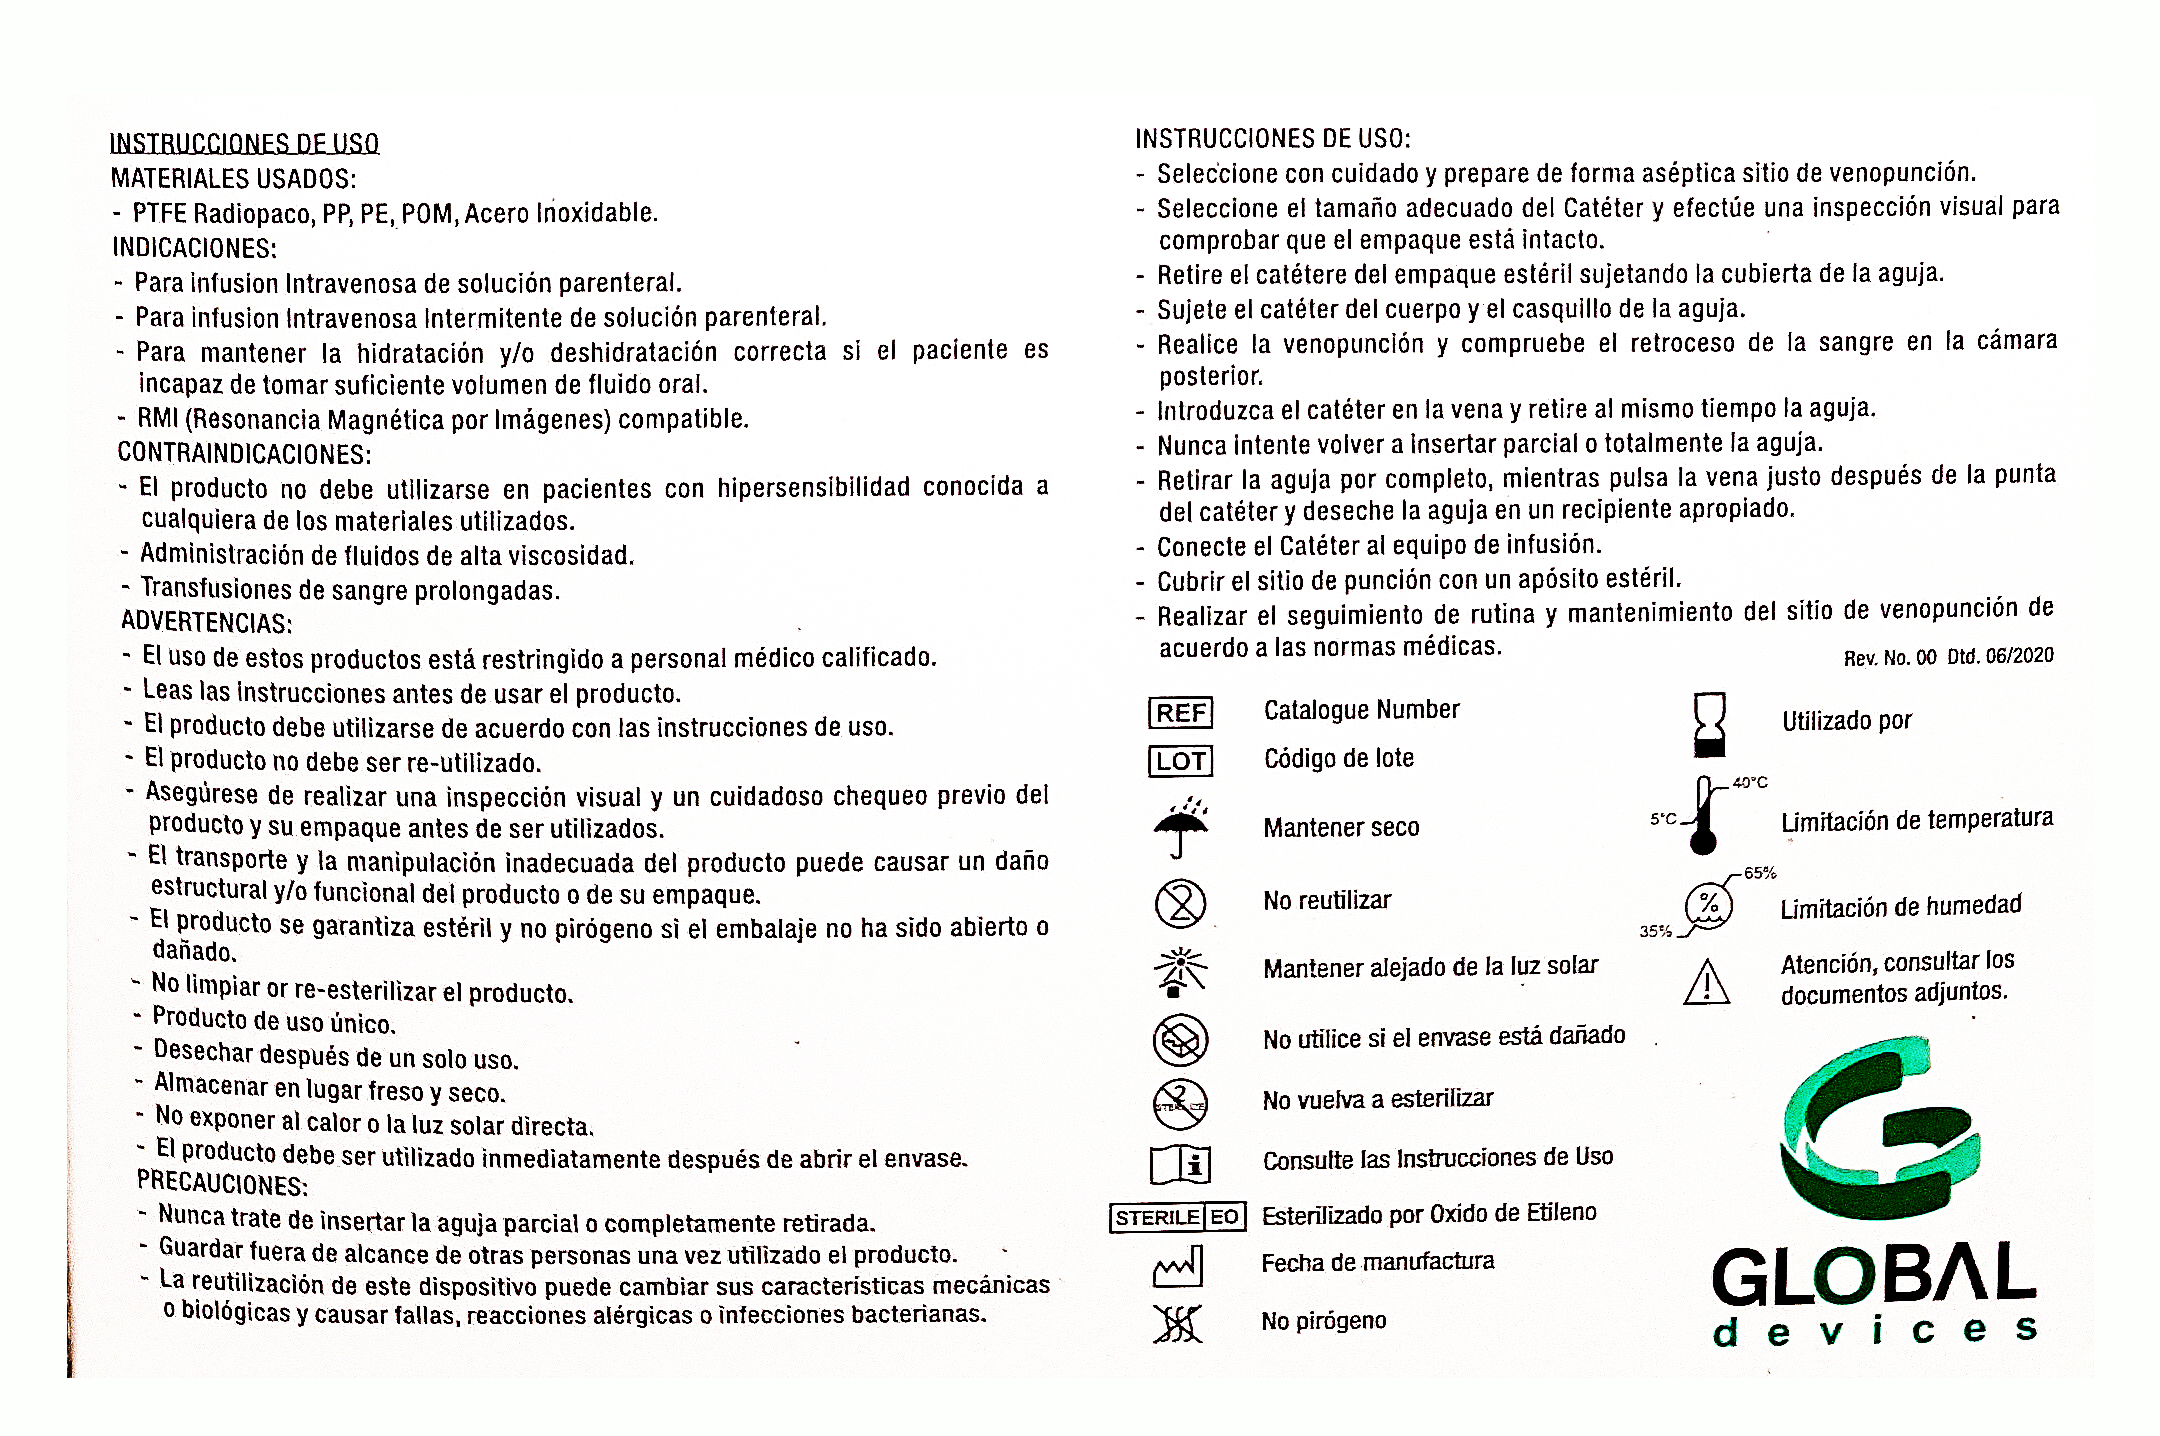 INSTRUCCIONES DE USO
MATERIALES USADOS:
- PTFE Radiopaco, PP, PE, POM, Acero Inoxidable.
INDICACIONES:
- Para infusion Intravenosa de solución parenteral.
- Para infusion Intravenosa Intermitente de solución parenteral.
- Para mantener la hidratación y/o deshidratación correcta si el paciente es
incapaz de tomar suficiente volumen de fluido oral.
- RMI (Resonancia Magnética por Imágenes) compatible.
CONTRAINDICACIONES:
- El producto no debe utilizarse en pacientes con hipersensibilidad conocida a
cualquiera de los materiales utilizados.
- Administración de fluidos de alta viscosidad.
- Transfusiones de sangre prolongadas.
ADVERTENCIAS:
- El uso de estos productos está restringido a personal médico calificado.
- Leas las instrucciones antes de usar el producto.
- El producto debe utilizarse de acuerdo con las instrucciones de uso.
- El producto no debe ser re-utilizado.
- Asegúrese de realizar una inspección visual y un cuidadoso chequeo previo del
producto y su empaque antes de ser utilizados.
- El transporte y la manipulación inadecuada del producto puede causar un daño
estructural y/o funcional del producto o de su empaque.
- El producto se garantiza estéril y no pirógeno si el embalaje no ha sido abierto o
dañado.
- No limpiar or re-esterilizar el producto.
- Producto de uso único.
- Desechar después de un solo uso.
- Almacenar en lugar freso y seco.
- No exponer al calor o la luz solar directa.
- El producto debe ser utilizado inmediatamente después de abrir el envase.
PRECAUCIONES:
- Nunca trate de insertar la aguja parcial o completamente retirada.
- Guardar fuera de alcance de otras personas una vez utilizado el producto.
- La reutilización de este dispositivo puede cambiar sus características mecánicas
o biológicas y causar fallas, reacciones alérgicas o infecciones bacterianas.
INSTRUCCIONES DE USO:
- Seleccione con cuidado y prepare de forma aséptica sitio de venopunción.
- Seleccione el tamaño adecuado del Catéter y efectúe una inspección visual para
comprobar que el empaque está intacto.
- Retire el catétere del empaque estéril sujetando la cubierta de la aguja.
- Sujete el catéter del cuerpo y el casquillo de la aguja.
- Realice la venopunción y compruebe el retroceso de la sangre en la cámara
posterior.
- Introduzca el catéter en la vena y retire al mismo tiempo la aguja.
- Nunca intente volver a insertar parcial o totalmente la aguja.
- Retirar la aguja por completo, mientras pulsa la vena justo después de la punta
del catéter y deseche la aguja en un recipiente apropiado.
- Conecte el Catéter al equipo de infusión.
- Cubrir el sitio de punción con un apósito estéril.
- Realizar el seguimiento de rutina y mantenimiento del sitio de venopunción de
acuerdo a las normas médicas.
Rev. No. 00 Dtd. 06/2020
REF Catalogue Number
LOT Código de lote
Mantener seco
2 No reutilizar
Mantener alejado de la luz solar
No utilice si el envase está dañado
2 No vuelva a esterilizar
i Consulte las Instrucciones de Uso
STERILE EO Esterilizado por Oxido de Etileno
Fecha de manufactura
No pirógeno
Utilizado por
40°C
5°C
Limitación de temperatura
65%
%
35%
Limitación de humedad
! Atención, consultar los
documentos adjuntos.
GLOBAL
devices